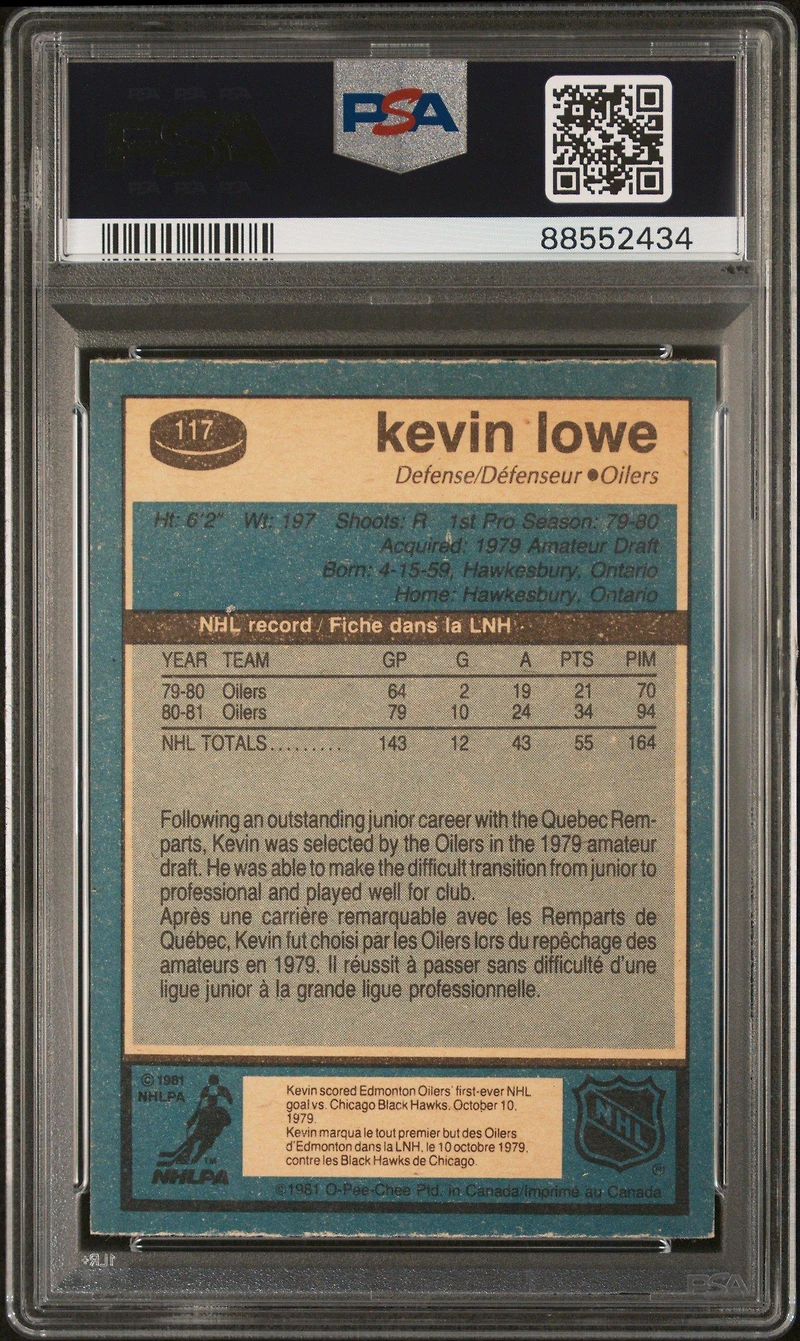 PSA
88552434
117
kevin lowe
Defense/Défenseur ● Oilers
Ht: 6'2" Wt: 197 Shoots: R 1st Pro Season: 79-80
Acquired: 1979 Amateur Draft
Born: 4-15-59, Hawkesbury, Ontario
Home: Hawkesbury, Ontario
NHL record / Fiche dans la LNH
YEAR TEAM GP G A PTS PIM
79-80 Oilers 64 2 19 21 70
80-81 Oilers 79 10 24 34 94
NHL TOTALS......... 143 12 43 55 164
Following an outstanding junior career with the Quebec Rem-
parts, Kevin was selected by the Oilers in the 1979 amateur
draft. He was able to make the difficult transition from junior to
professional and played well for club.
Après une carrière remarquable avec les Remparts de
Québec, Kevin fut choisi par les Oilers lors du repêchage des
amateurs en 1979. Il réussit à passer sans difficulté d'une
ligue junior à la grande ligue professionnelle.
© 1981
NHLPA
TM
NHLPA
Kevin scored Edmonton Oilers' first-ever NHL
goal vs. Chicago Black Hawks, October 10,
1979.
Kevin marqua le tout premier but des Oilers
d'Edmonton dans la LNH, le 10 octobre 1979,
contre les Black Hawks de Chicago.
NHL
®
©1981 O-Pee-Chee Ptd. in Canada/Imprimé au Canada
PSA